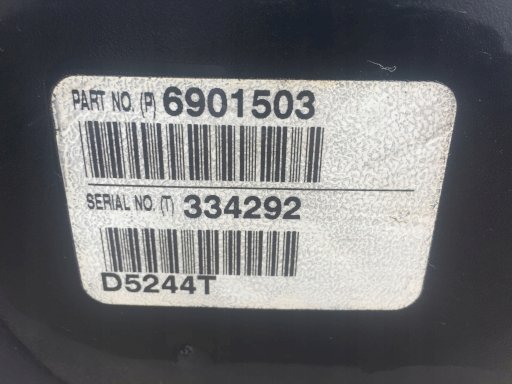 PART NO. (P) 6901503
SERIAL NO. (T) 334292
D5244T